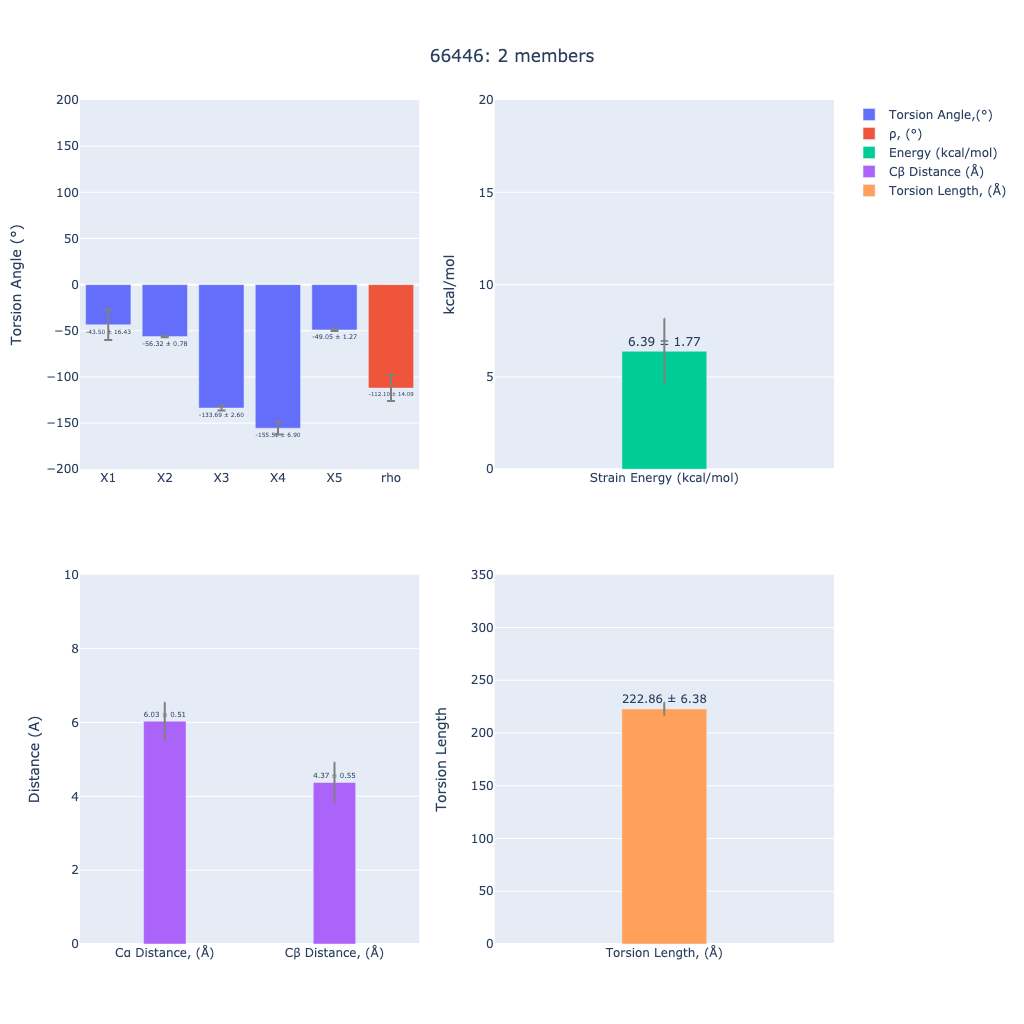 66446: 2 members
200
150
100
50
0
−50
−100
−150
−200
Torsion Angle (°)
-43.50 ± 16.43
-56.32 ± 0.78
-133.69 ± 2.60
-49.05 ± 1.27
-112.10 ± 14.09
X1 X2 X3 X4 X5 rho
20
15
10
5
0
kcal/mol
6.39 ± 1.77
Strain Energy (kcal/mol)
Torsion Angle,(°)
ρ, (°)
Energy (kcal/mol)
Cβ Distance (Å)
Torsion Length, (Å)
10
8
6
4
2
0
Distance (A)
6.03 ± 0.51
4.37 ± 0.55
Cα Distance, (Å) Cβ Distance, (Å)
350
300
250
200
150
100
50
0
Torsion Length
222.86 ± 6.38
Torsion Length, (Å)